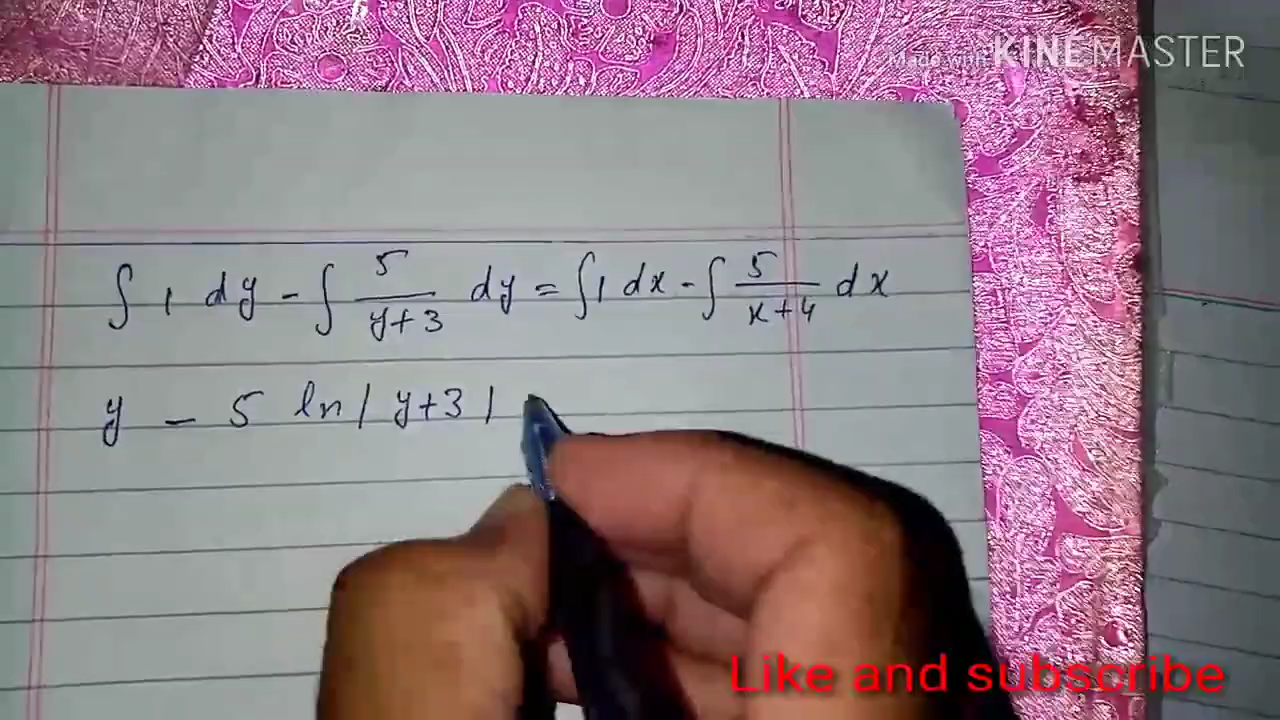 Made with KINEMASTER
∫ 1 dy - ∫ 5/(y+3) dy = ∫ 1 dx - ∫ 5/(x+4) dx
y - 5 ln | y+3 |
Like and subscribe